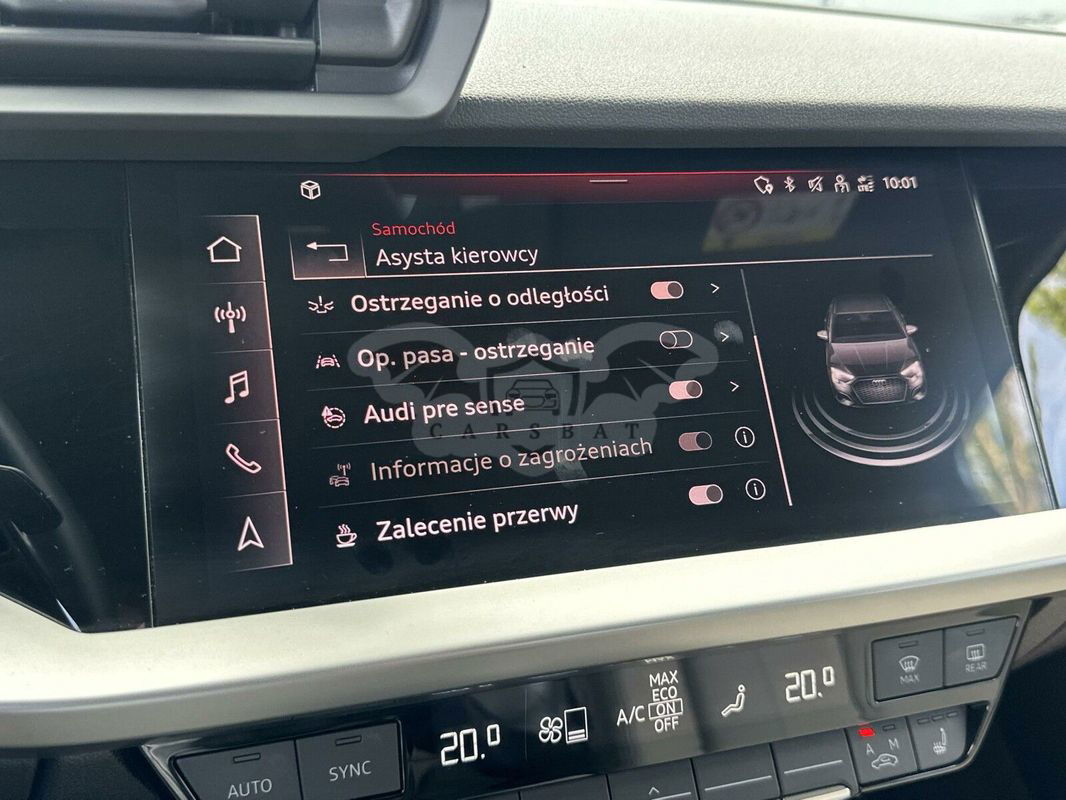 10:01
Samochód
Asysta kierowcy
Ostrzeganie o odległości
Op. pasa - ostrzeganie
Audi pre sense
CARSBAT
Informacje o zagrożeniach
Zalecenie przerwy
MAX
ECO
A/C ON
OFF
20.0
20.0
MAX
REAR
AUTO
SYNC
A M